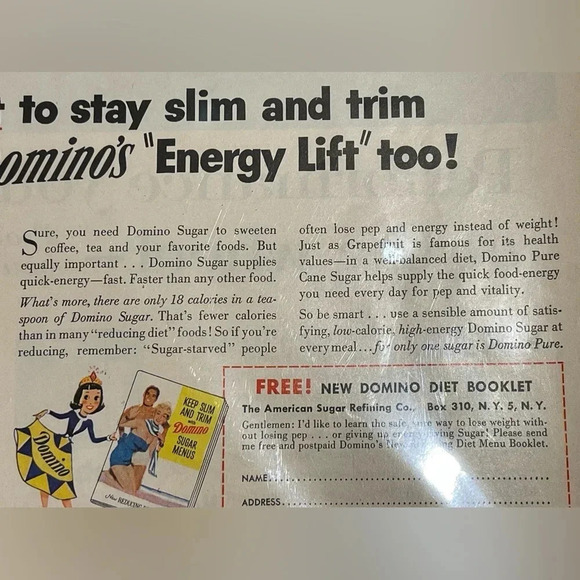 to stay slim and trim
omino's "Energy Lift" too!
Sure, you need Domino Sugar to sweeten
coffee, tea and your favorite foods. But
equally important . . . Domino Sugar supplies
quick-energy—fast. Faster than any other food.
What's more, there are only 18 calories in a tea-
spoon of Domino Sugar. That's fewer calories
than in many "reducing diet" foods! So if you're
reducing, remember: "Sugar-starved" people
often lose pep and energy instead of weight!
Just as Grapefruit is famous for its health
values—in a well-balanced diet, Domino Pure
Cane Sugar helps supply the quick food-energy
you need every day for pep and vitality.
So be smart . . . use a sensible amount of satis-
fying, low-calorie, high-energy Domino Sugar at
every meal . . . for only one sugar is Domino Pure.
Domino
KEEP SLIM
AND TRIM
WITH
Domino
SUGAR
MENUS
New REDUCING
FREE! NEW DOMINO DIET BOOKLET
The American Sugar Refining Co., Box 310, N. Y. 5, N. Y.
Gentlemen: I'd like to learn the safe, sure way to lose weight with-
out losing pep . . . or giving up energy-giving Sugar! Please send
me free and postpaid Domino's New Diet Menu Booklet.
NAME
ADDRESS